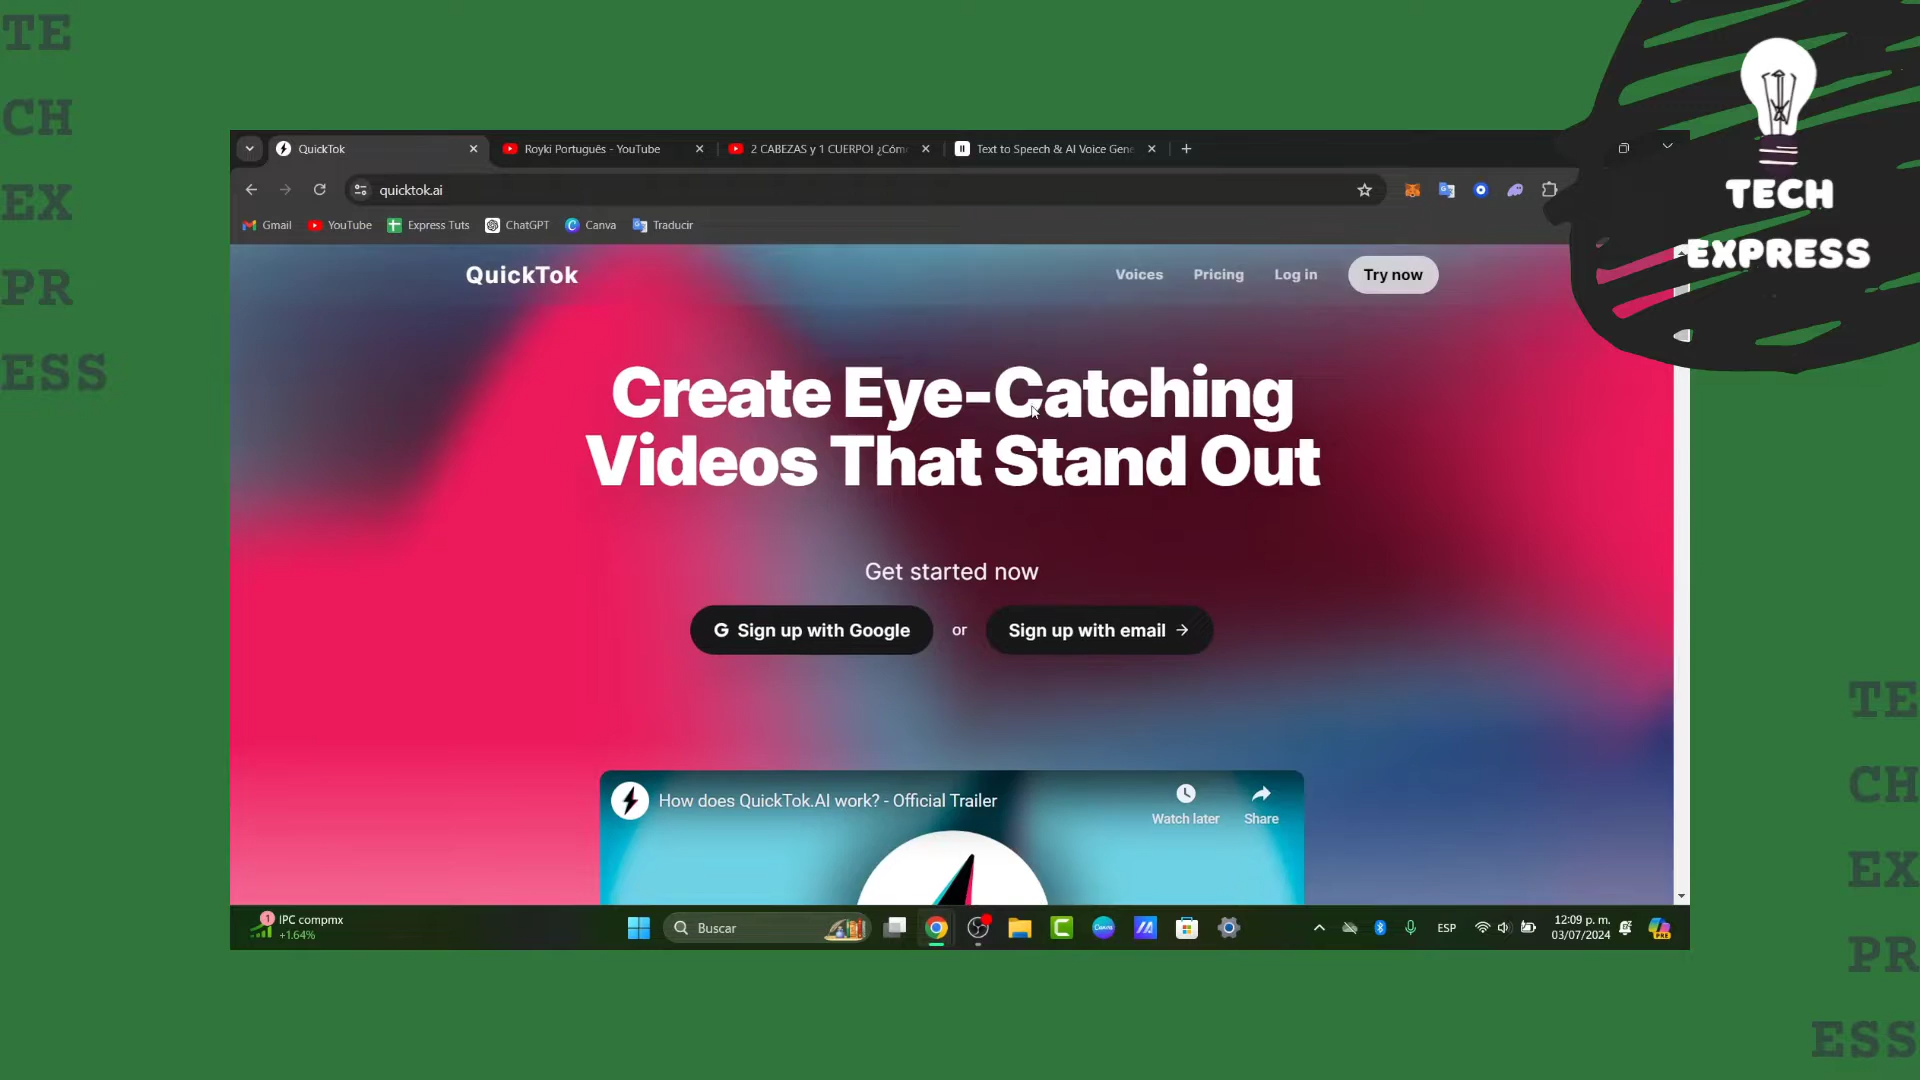 TE
CH
EX
PR
ESS
TECH
EXPRESS
QuickTok
Royki Português - YouTube
2 CABEZAS y 1 CUERPO! ¿Cóm
Text to Speech & AI Voice Gene
quicktok.ai
Gmail
YouTube
Express Tuts
ChatGPT
Canva
Traducir
QuickTok
Voices
Pricing
Log in
Try now
Create Eye-Catching
Videos That Stand Out
Get started now
G Sign up with Google
or
Sign up with email →
How does QuickTok.AI work? - Official Trailer
Watch later
Share
1
IPC compmx
+1.64%
Buscar
Canva
ESP
12:09 p. m.
03/07/2024
PRE
TE
CH
EX
PR
ESS